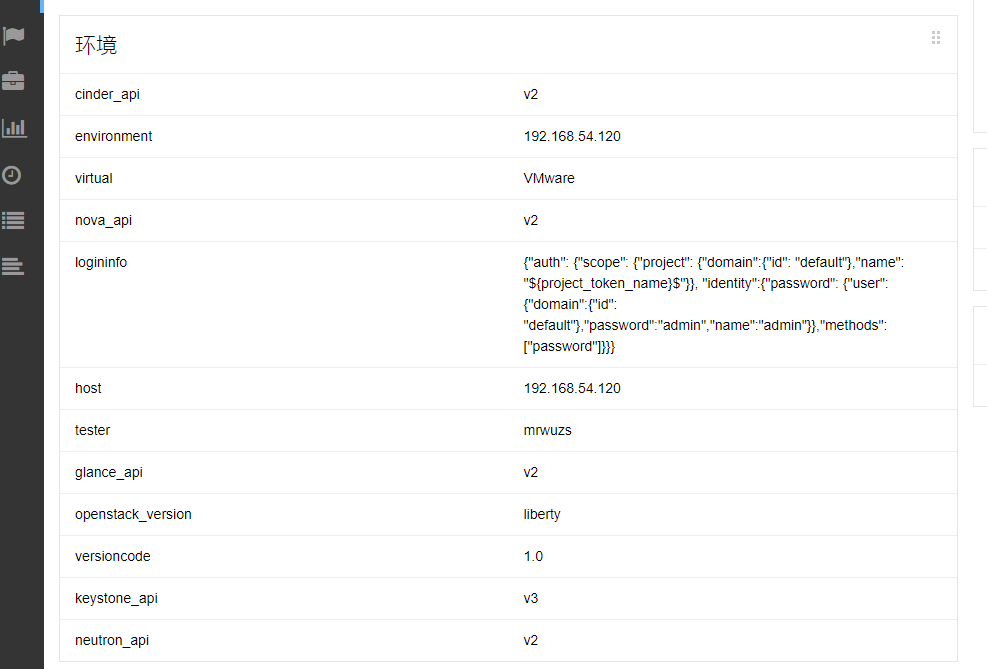 环境
cinder_api v2
environment 192.168.54.120
virtual VMware
nova_api v2
logininfo {"auth": {"scope": {"project": {"domain":{"id": "default"},"name":
"${project_token_name}$"}}, "identity":{"password": {"user":
{"domain":{"id":
"default"},"password":"admin","name":"admin"}},"methods":
["password"]}}}
host 192.168.54.120
tester mrwuzs
glance_api v2
openstack_version liberty
versioncode 1.0
keystone_api v3
neutron_api v2